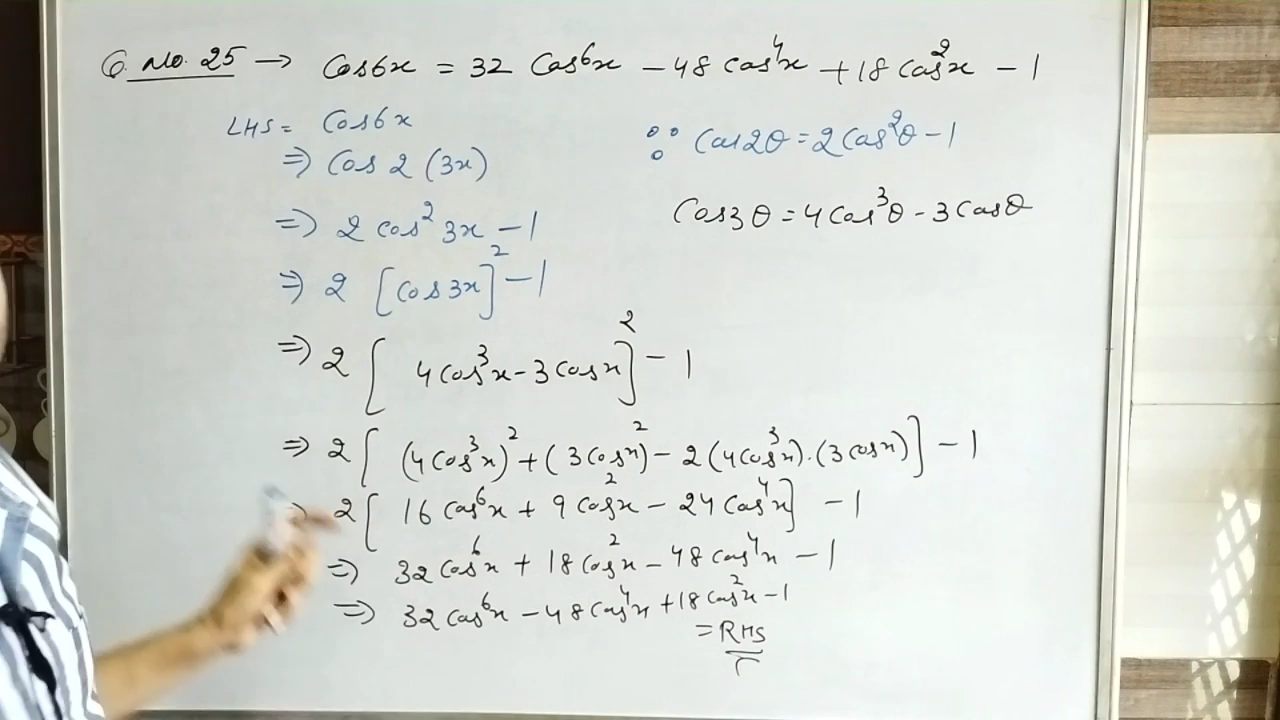 Q. No. 25 → Cos6x = 32 Cos⁶x – 48 cos⁴x + 18 cos²x – 1
LHS = Cos6x
⇒ Cos 2 (3x)
∵ Cos2θ = 2Cos²θ – 1
⇒ 2 cos² 3x – 1
Cos3θ = 4Cos³θ - 3Cosθ
⇒ 2 [cos3x]² – 1
⇒ 2 [ 4cos³x - 3cosx ]² – 1
⇒ 2 [ (4cos³x)² + (3cosx)² – 2(4cos³x).(3cosx) ] – 1
⇒ 2 [ 16 cos⁶x + 9 cos²x – 24 cos⁴x ] – 1
⇒ 32 cos⁶x + 18 cos²x – 48 cos⁴x – 1
⇒ 32 cos⁶x – 48 cos⁴x + 18 cos²x – 1
= RHS